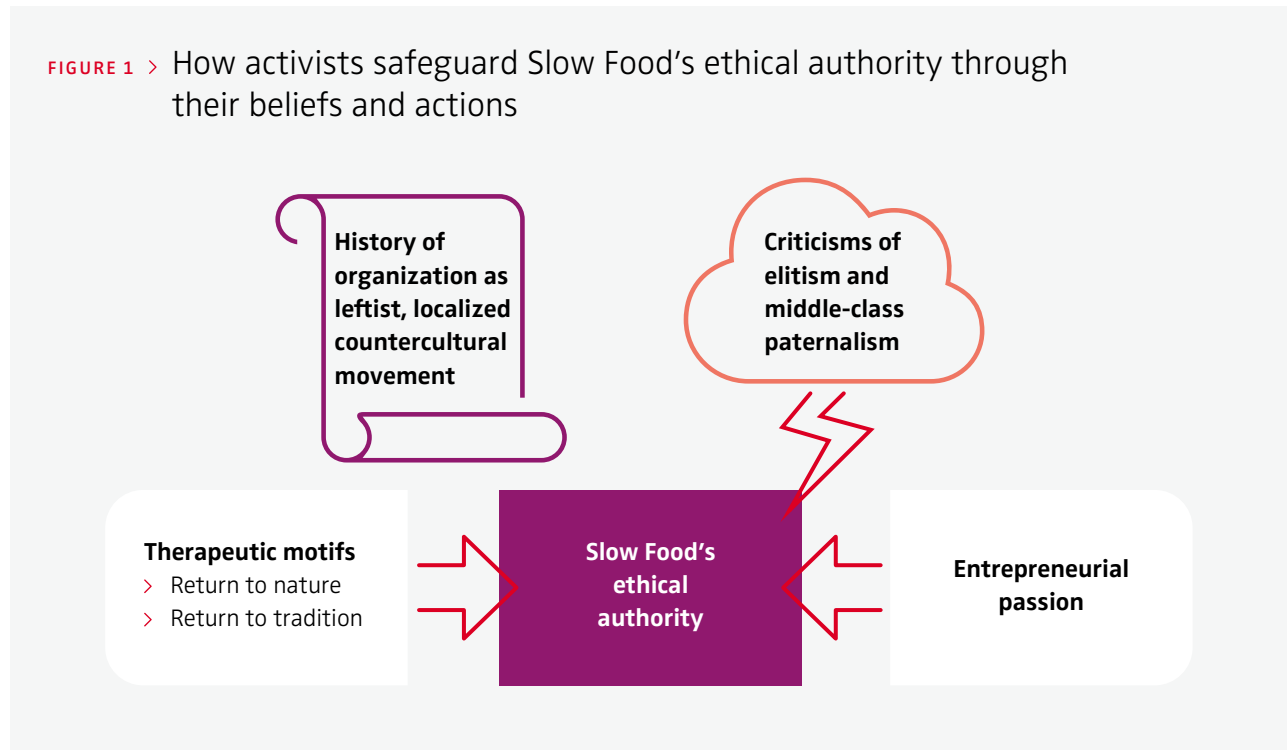 FIGURE 1 > How activists safeguard Slow Food's ethical authority through
their beliefs and actions
History of
organization as
leftist, localized
countercultural
movement
Criticisms of
elitism and
middle-class
paternalism
Therapeutic motifs
> Return to nature
> Return to tradition
Slow Food's
ethical
authority
Entrepreneurial
passion